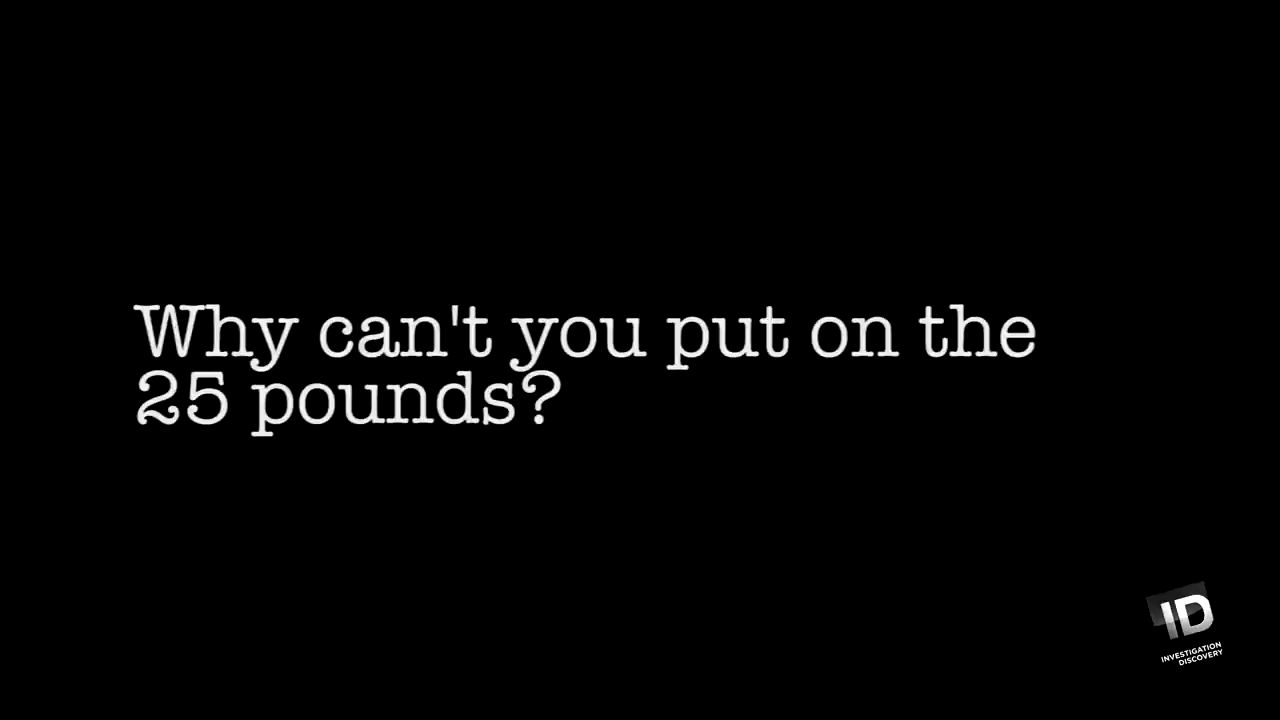 Why can't you put on the
25 pounds?
ID
INVESTIGATION
DISCOVERY